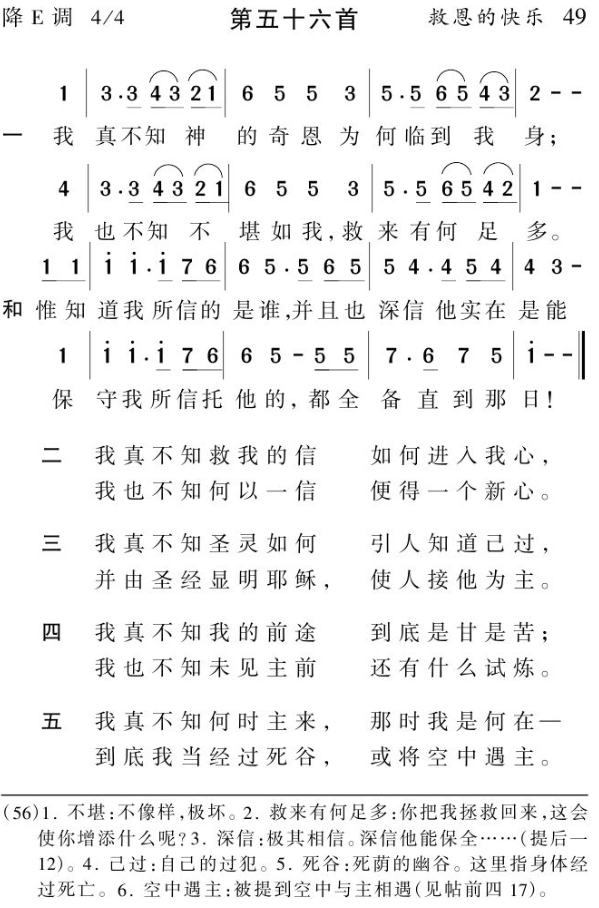 降E调 4/4 第五十六首 救恩的快乐 49
1 | 3·3 4 3 2 1 | 6 5 5 3 | 5·5 6 5 4 3 | 2 - -
一 我 真不知 神 的奇恩为 何临到 我 身;
4 | 3·3 4 3 2 1 | 6 5 5 3 | 5·5 6 5 4 2 | 1 - -
我 也不知 不 堪如我,救 来有何 足 多。
1 1 | i i·i 7 6 | 6 5·5 6 5 | 5 4·4 5 4 | 4 3 -
和 惟知 道我所信的 是谁,并且也 深信他实在 是能
1 | i i·i 7 6 | 6 5 - 5 5 | 7·6 7 5 | i - -
保 守我所信托 他的, 都全 备直到那 日!
二 我真不知救我的信 如何进入我心,
我也不知何以一信 便得一个新心。
三 我真不知圣灵如何 引人知道己过,
并由圣经显明耶稣, 使人接他为主。
四 我真不知我的前途 到底是甘是苦;
我也不知未见主前 还有什么试炼。
五 我真不知何时主来, 那时我是何在—
到底我当经过死谷, 或将空中遇主。
(56)1. 不堪:不像样,极坏。2. 救来有何足多:你把我拯救回来,这会
使你增添什么呢?3. 深信:极其相信。深信他能保全……(提后一
12)。4. 己过:自己的过犯。5. 死谷:死荫的幽谷。这里指身体经
过死亡。6. 空中遇主:被提到空中与主相遇(见帖前四 17)。